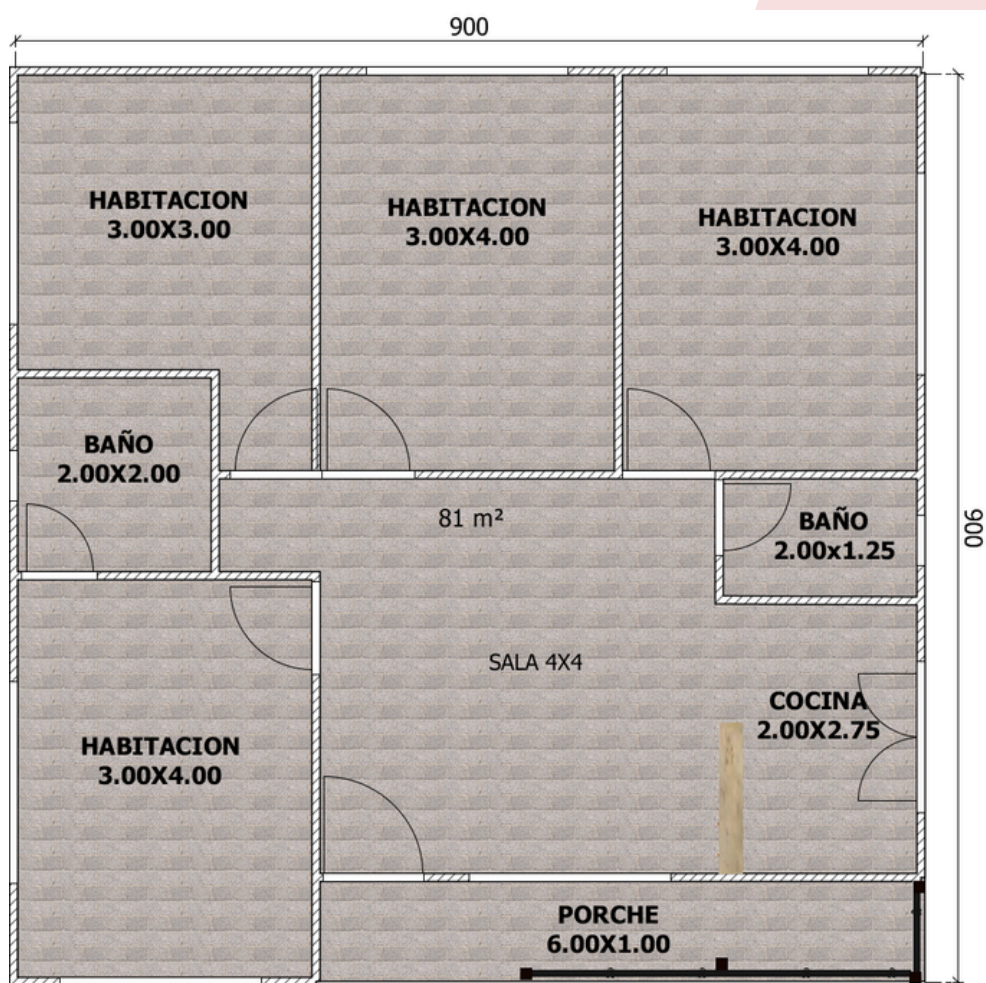 900
HABITACION
3.00X3.00
HABITACION
3.00X4.00
HABITACION
3.00X4.00
BAÑO
2.00X2.00
81 m²
BAÑO
2.00x1.25
900
SALA 4X4
COCINA
2.00X2.75
HABITACION
3.00X4.00
PORCHE
6.00X1.00